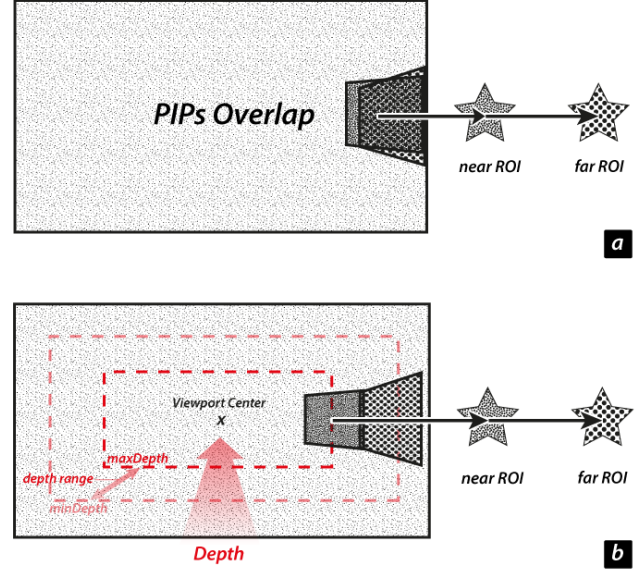 PIPs Overlap
near ROI
far ROI
a
Viewport Center
x
maxDepth
depth range
minDepth
near ROI
far ROI
Depth
b